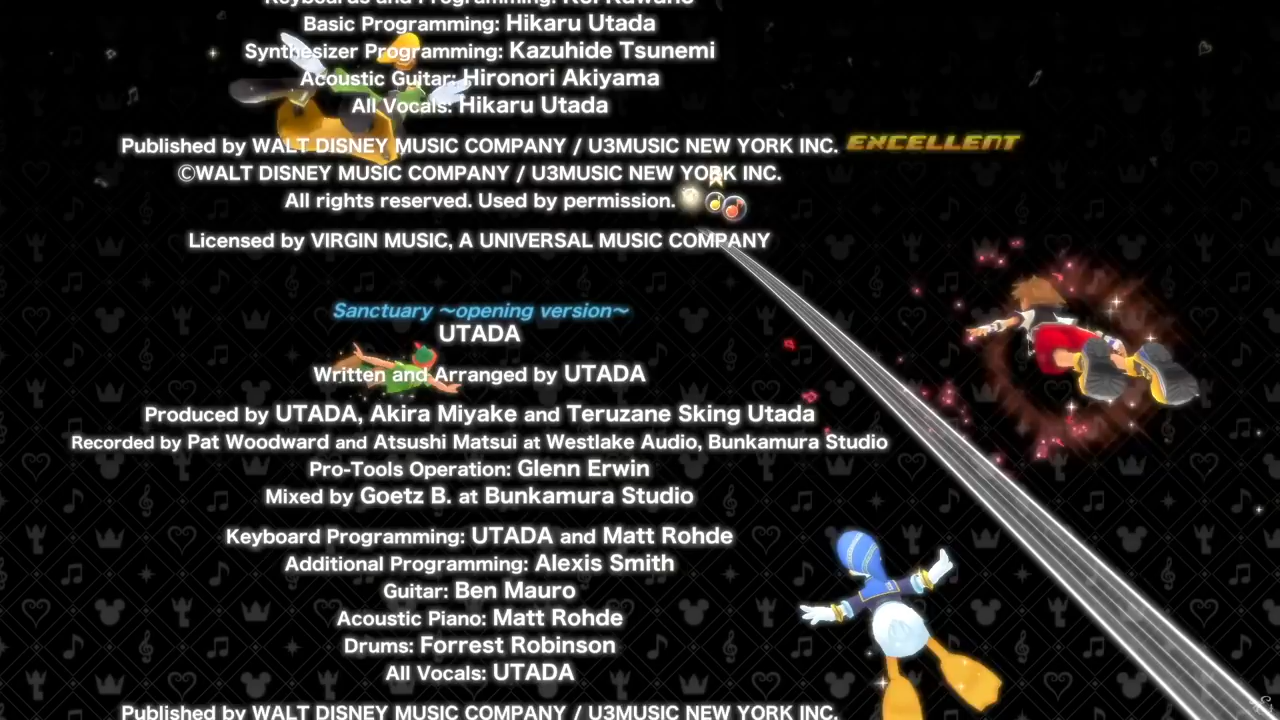 Keyboards and Programming: Kei Kawano
Basic Programming: Hikaru Utada
Synthesizer Programming: Kazuhide Tsunemi
Acoustic Guitar: Hironori Akiyama
All Vocals: Hikaru Utada
Published by WALT DISNEY MUSIC COMPANY / U3MUSIC NEW YORK INC.
EXCELLENT
©WALT DISNEY MUSIC COMPANY / U3MUSIC NEW YORK INC.
All rights reserved. Used by permission.
Licensed by VIRGIN MUSIC, A UNIVERSAL MUSIC COMPANY
Sanctuary ~opening version~
UTADA
Written and Arranged by UTADA
Produced by UTADA, Akira Miyake and Teruzane Sking Utada
Recorded by Pat Woodward and Atsushi Matsui at Westlake Audio, Bunkamura Studio
Pro-Tools Operation: Glenn Erwin
Mixed by Goetz B. at Bunkamura Studio
Keyboard Programming: UTADA and Matt Rohde
Additional Programming: Alexis Smith
Guitar: Ben Mauro
Acoustic Piano: Matt Rohde
Drums: Forrest Robinson
All Vocals: UTADA
Published by WALT DISNEY MUSIC COMPANY / U3MUSIC NEW YORK INC.